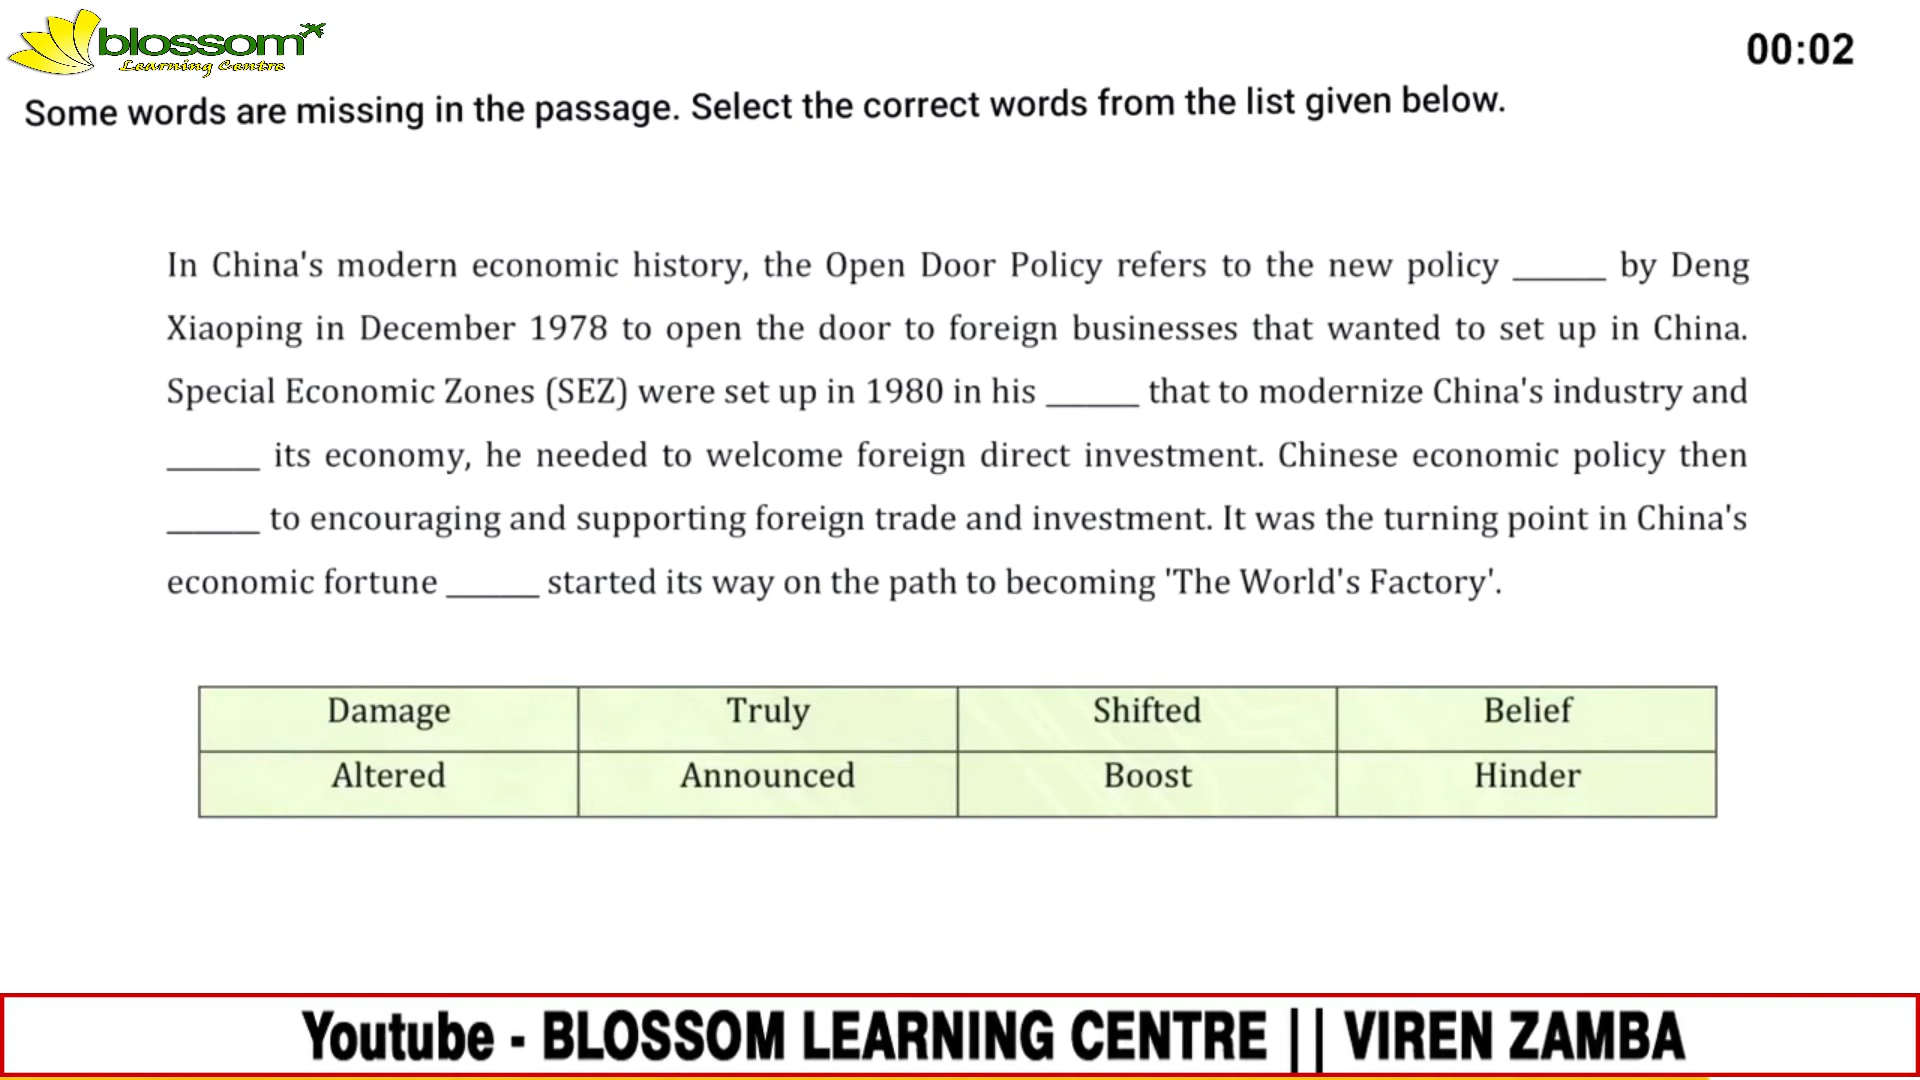 blossom
Learning Centre
00:02
Some words are missing in the passage. Select the correct words from the list given below.
In China's modern economic history, the Open Door Policy refers to the new policy ______ by Deng
Xiaoping in December 1978 to open the door to foreign businesses that wanted to set up in China.
Special Economic Zones (SEZ) were set up in 1980 in his ______ that to modernize China's industry and
______ its economy, he needed to welcome foreign direct investment. Chinese economic policy then
______ to encouraging and supporting foreign trade and investment. It was the turning point in China's
economic fortune ______ started its way on the path to becoming 'The World's Factory'.
Damage Truly Shifted Belief
Altered Announced Boost Hinder
Youtube - BLOSSOM LEARNING CENTRE || VIREN ZAMBA